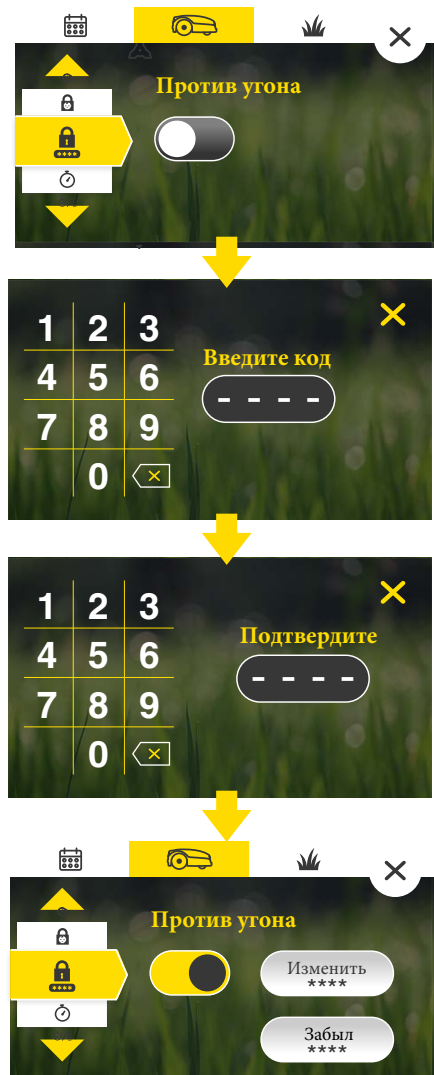 ****
Против угона
1 2 3
4 5 6
7 8 9
0
Введите код
- - - -
1 2 3
4 5 6
7 8 9
0
Подтвердите
- - - -
****
Против угона
Изменить
****
Забыл
****